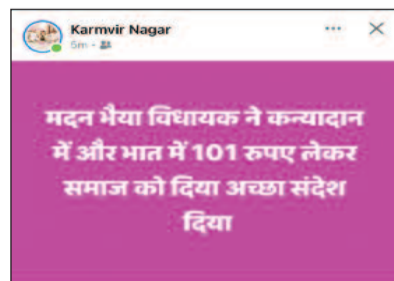 Karmvir Nagar
5m
मदन भैया विधायक ने कन्यादान
में और भात में 101 रुपए लेकर
समाज को दिया अच्छा संदेश
दिया